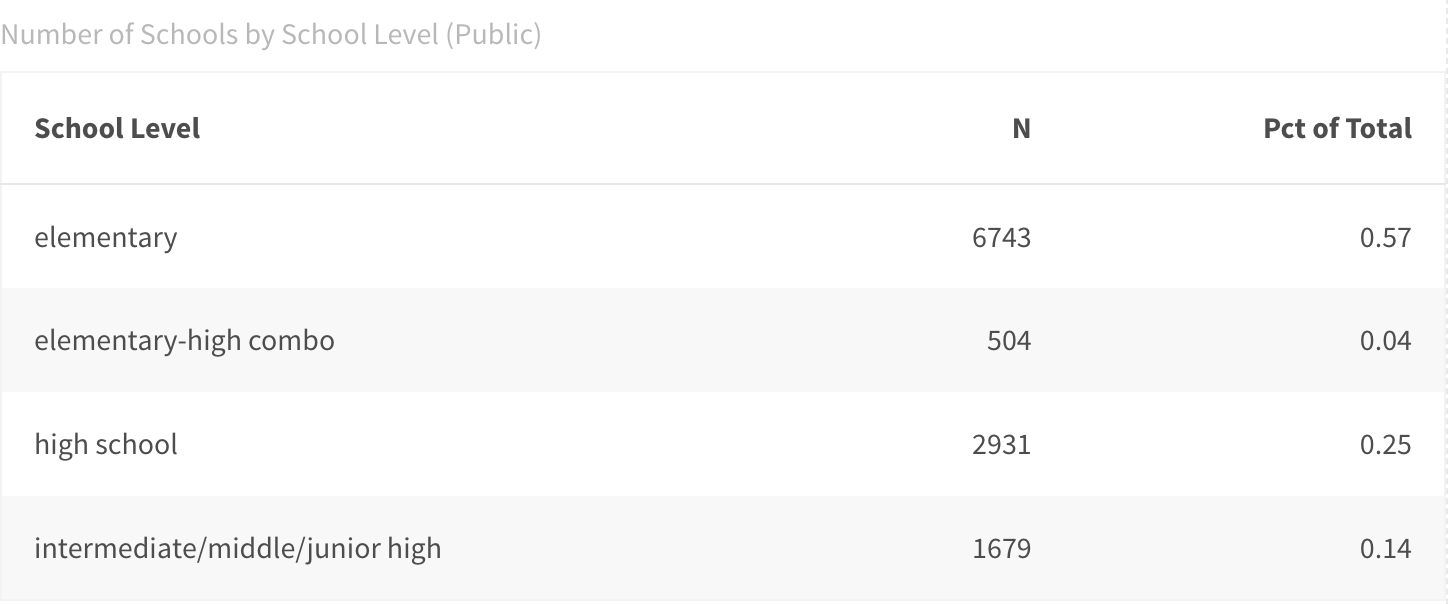 Number of Schools by School Level (Public)
School Level N Pct of Total
elementary 6743 0.57
elementary-high combo 504 0.04
high school 2931 0.25
intermediate/middle/junior high 1679 0.14